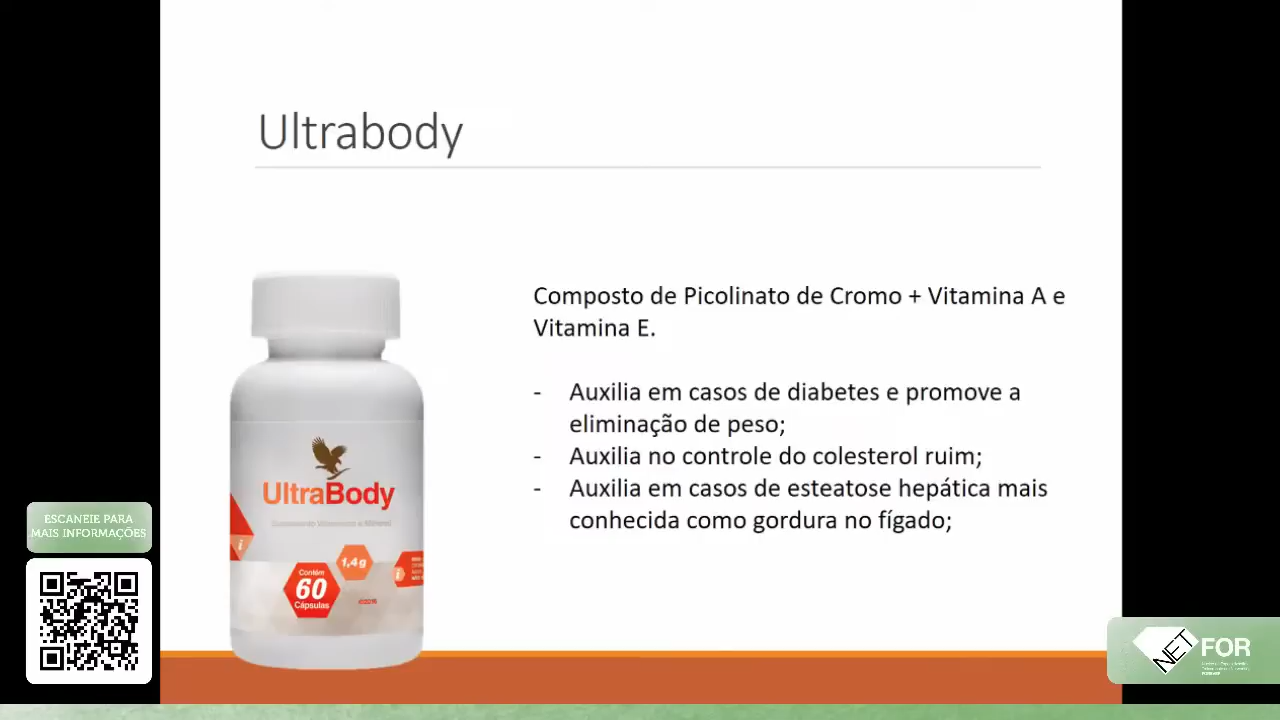 Ultrabody
Composto de Picolinato de Cromo + Vitamina A e
Vitamina E.
- Auxilia em casos de diabetes e promove a
eliminação de peso;
- Auxilia no controle do colesterol ruim;
- Auxilia em casos de esteatose hepática mais
conhecida como gordura no fígado;
UltraBody
1,4g
Contém
60
Cápsulas
ESCANEIE PARA
MAIS INFORMAÇÕES
NET FOR